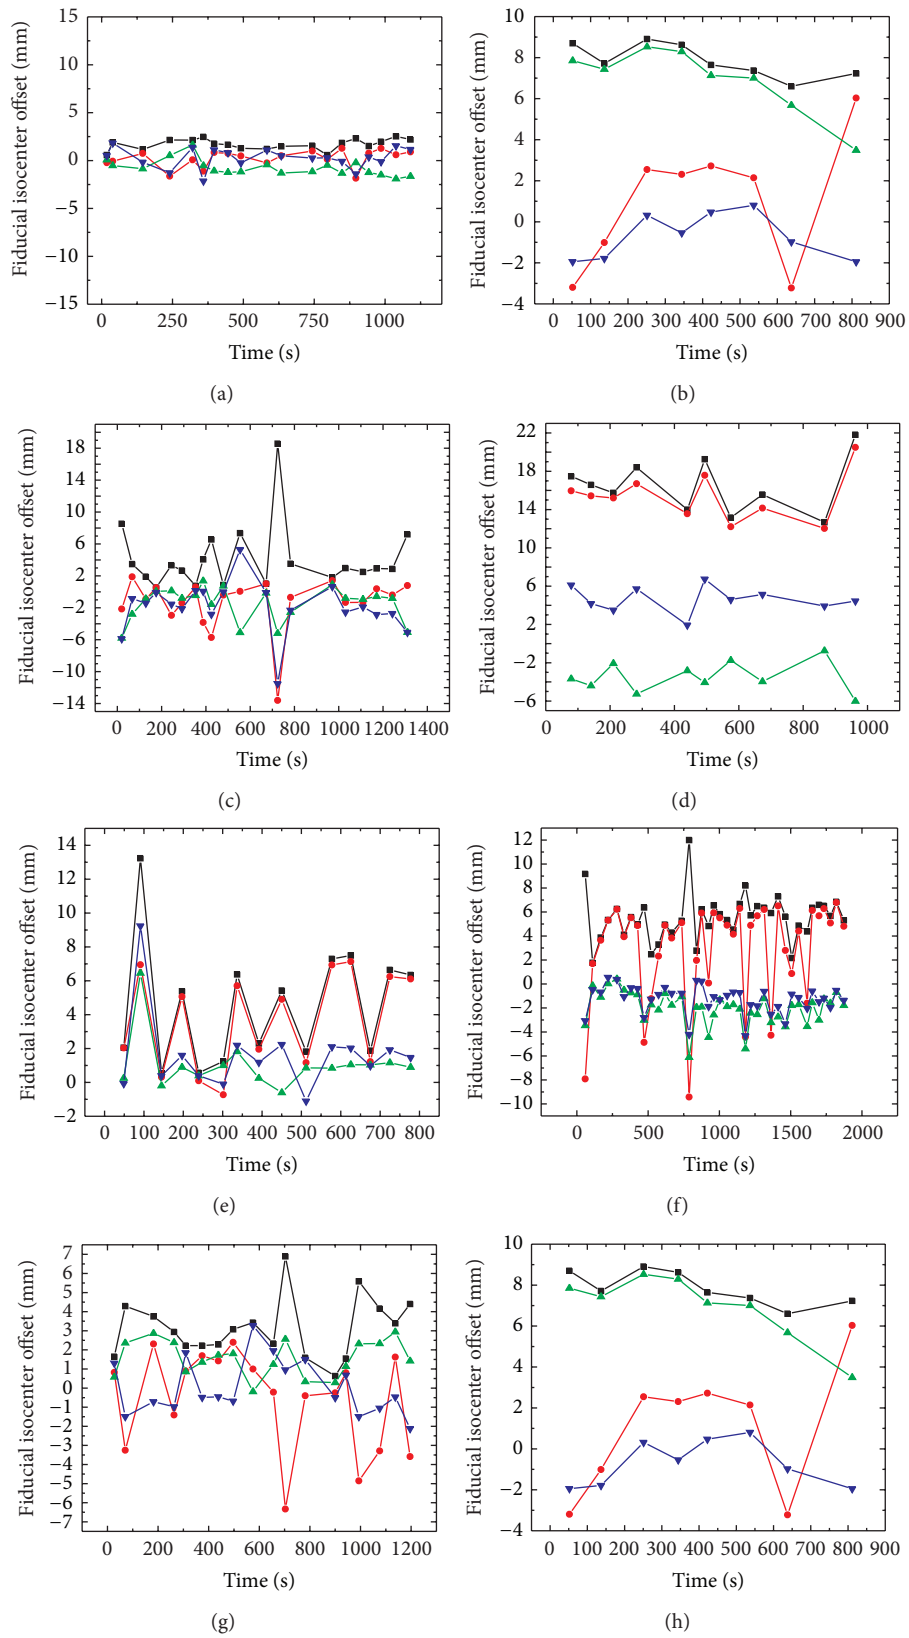 15
10
5
0
−5
−10
−15
Fiducial isocenter offset (mm)
0 250 500 750 1000
Time (s)
(a)
10
8
6
4
2
0
−2
−4
Fiducial isocenter offset (mm)
0 100 200 300 400 500 600 700 800 900
Time (s)
(b)
18
14
10
6
2
−2
−6
−10
−14
Fiducial isocenter offset (mm)
0 200 400 600 800 1000 1200 1400
Time (s)
(c)
22
18
14
10
6
2
−2
−6
Fiducial isocenter offset (mm)
0 200 400 600 800 1000
Time (s)
(d)
14
12
10
8
6
4
2
0
−2
Fiducial isocenter offset (mm)
0 100 200 300 400 500 600 700 800
Time (s)
(e)
12
10
8
6
4
2
0
−2
−4
−6
−8
−10
Fiducial isocenter offset (mm)
0 500 1000 1500 2000
Time (s)
(f)
7
6
5
4
3
2
1
0
−1
−2
−3
−4
−5
−6
−7
Fiducial isocenter offset (mm)
0 200 400 600 800 1000 1200
Time (s)
(g)
10
8
6
4
2
0
−2
−4
Fiducial isocenter offset (mm)
0 100 200 300 400 500 600 700 800 900
Time (s)
(h)